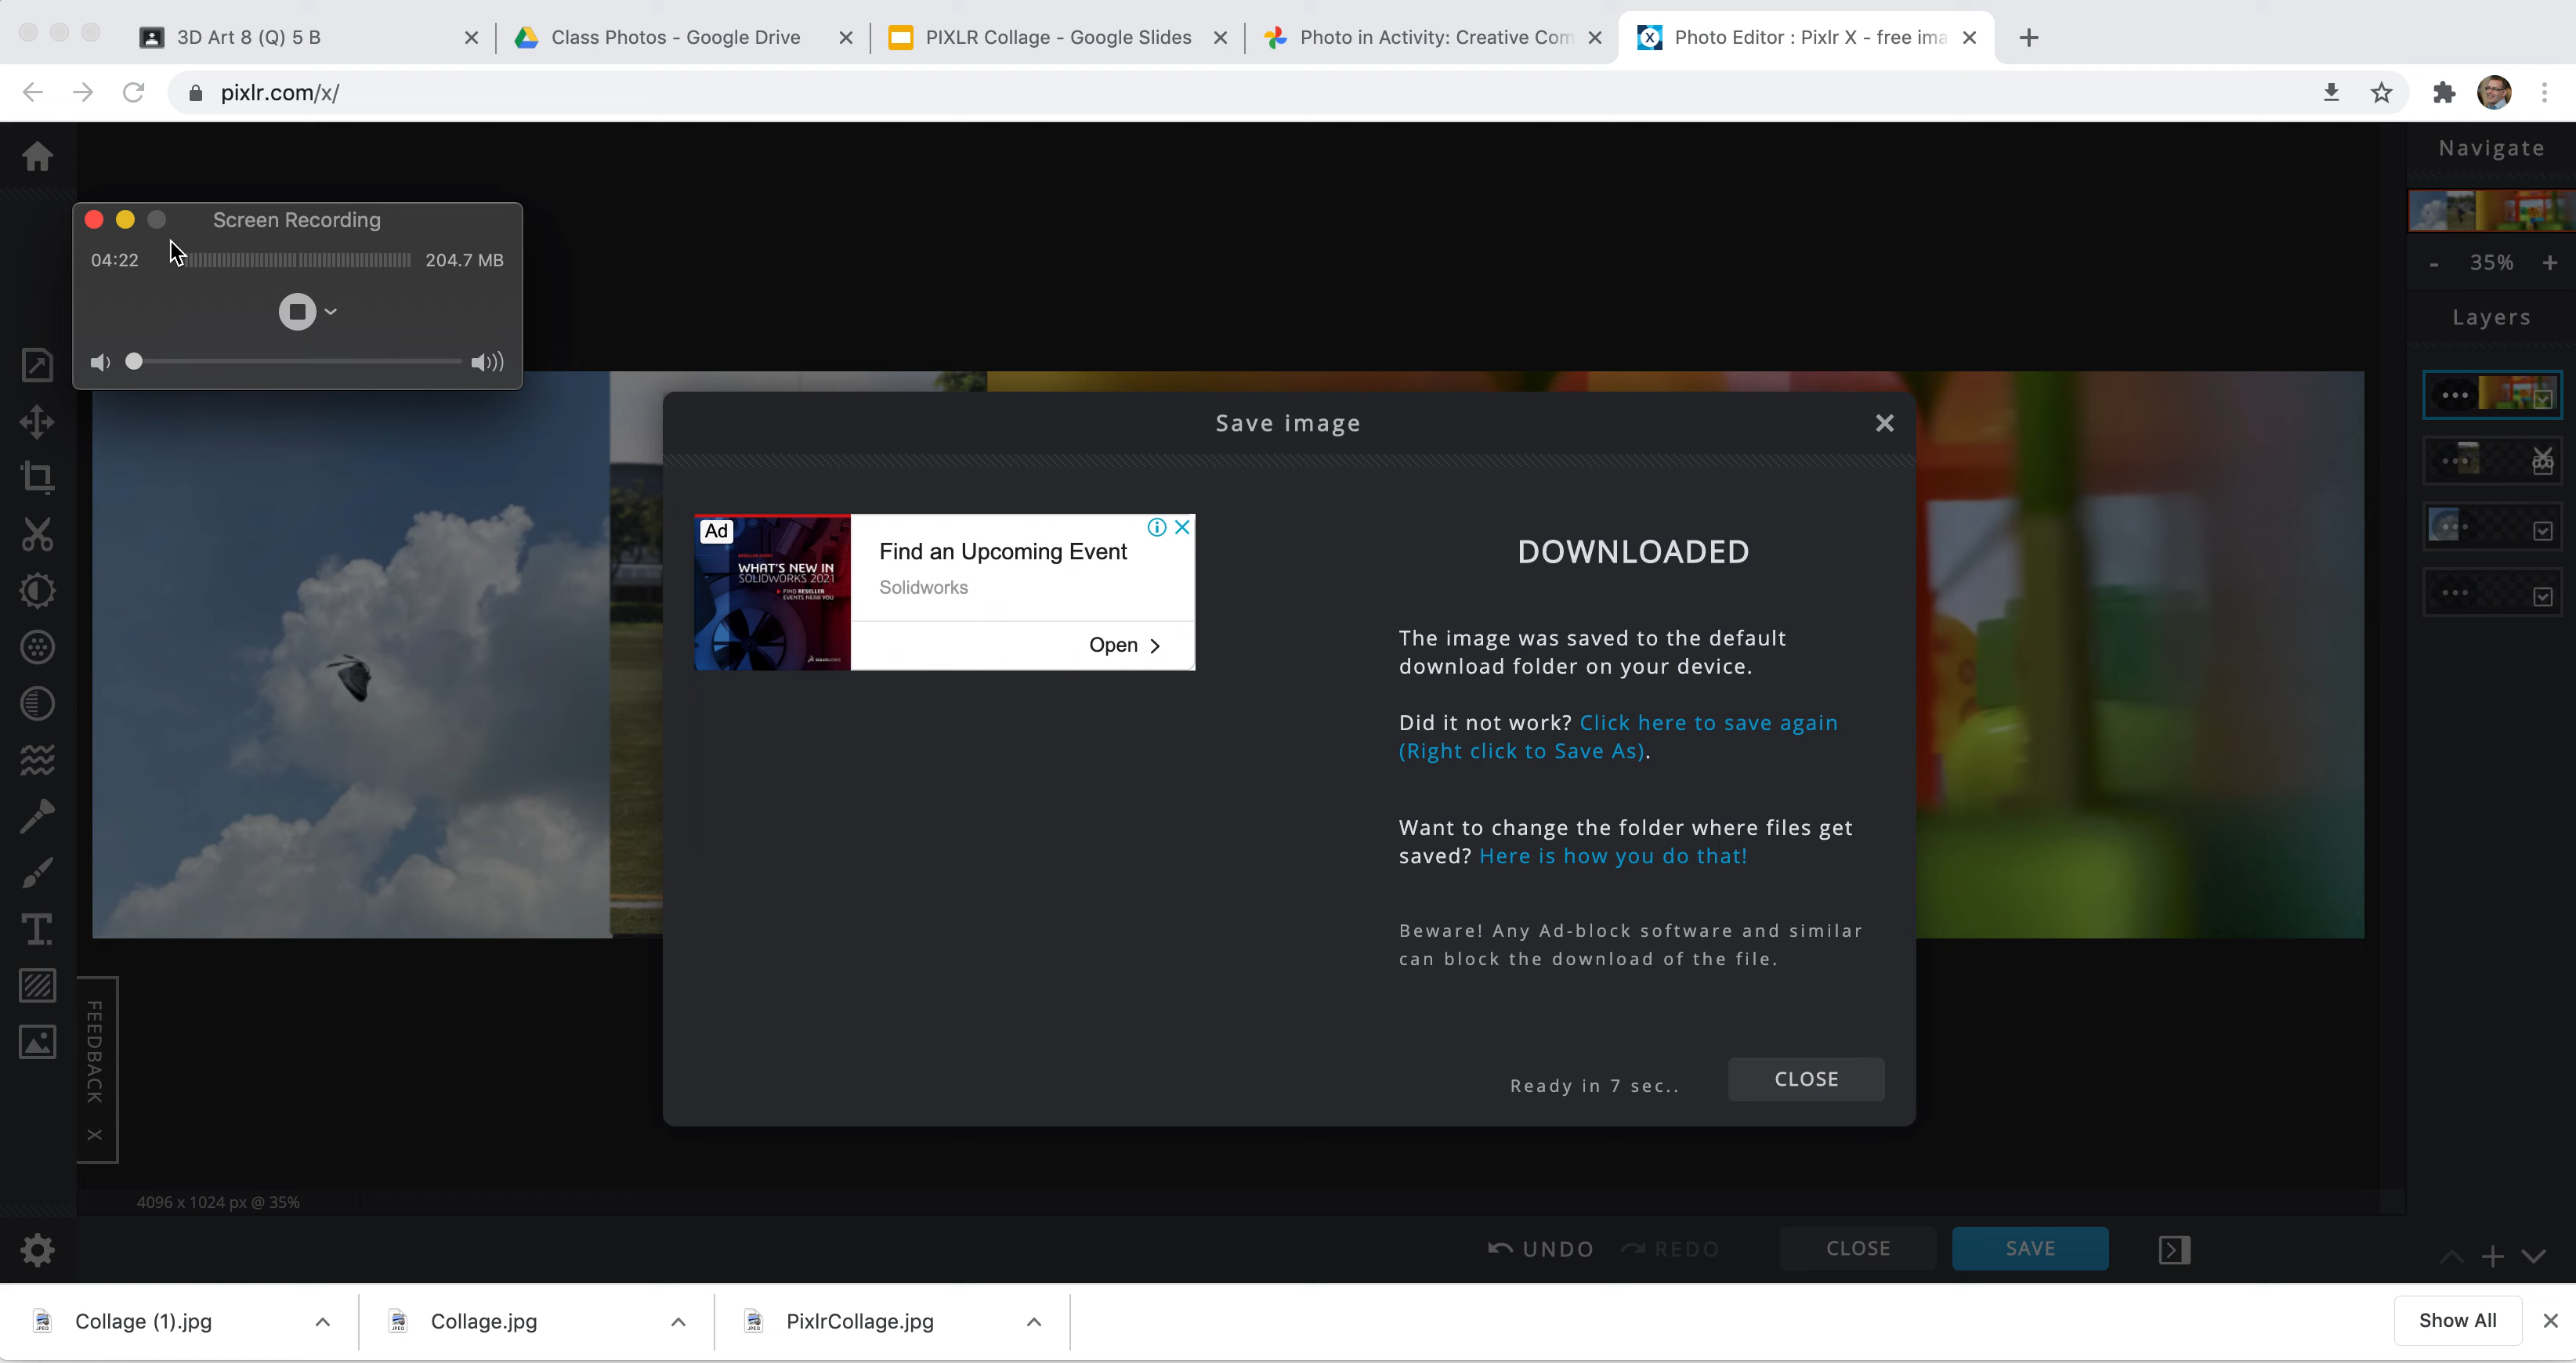 3D Art 8 (Q) 5 B
Class Photos - Google Drive
PIXLR Collage - Google Slides
Photo in Activity: Creative Com
Photo Editor : Pixlr X - free ima
pixlr.com/x/
Navigate
Screen Recording
04:22
204.7 MB
- 35% +
Layers
Save image
Ad
WHAT'S NEW IN
SOLIDWORKS 2021
FIND RESELLER
EVENTS NEAR YOU
Find an Upcoming Event
Solidworks
Open
DOWNLOADED
The image was saved to the default
download folder on your device.
Did it not work? Click here to save again
(Right click to Save As).
Want to change the folder where files get
saved? Here is how you do that!
Beware! Any Ad-block software and similar
can block the download of the file.
Ready in 7 sec..
CLOSE
FEEDBACK X
4096 x 1024 px @ 35%
UNDO
REDO
CLOSE
SAVE
Collage (1).jpg
Collage.jpg
PixlrCollage.jpg
Show All